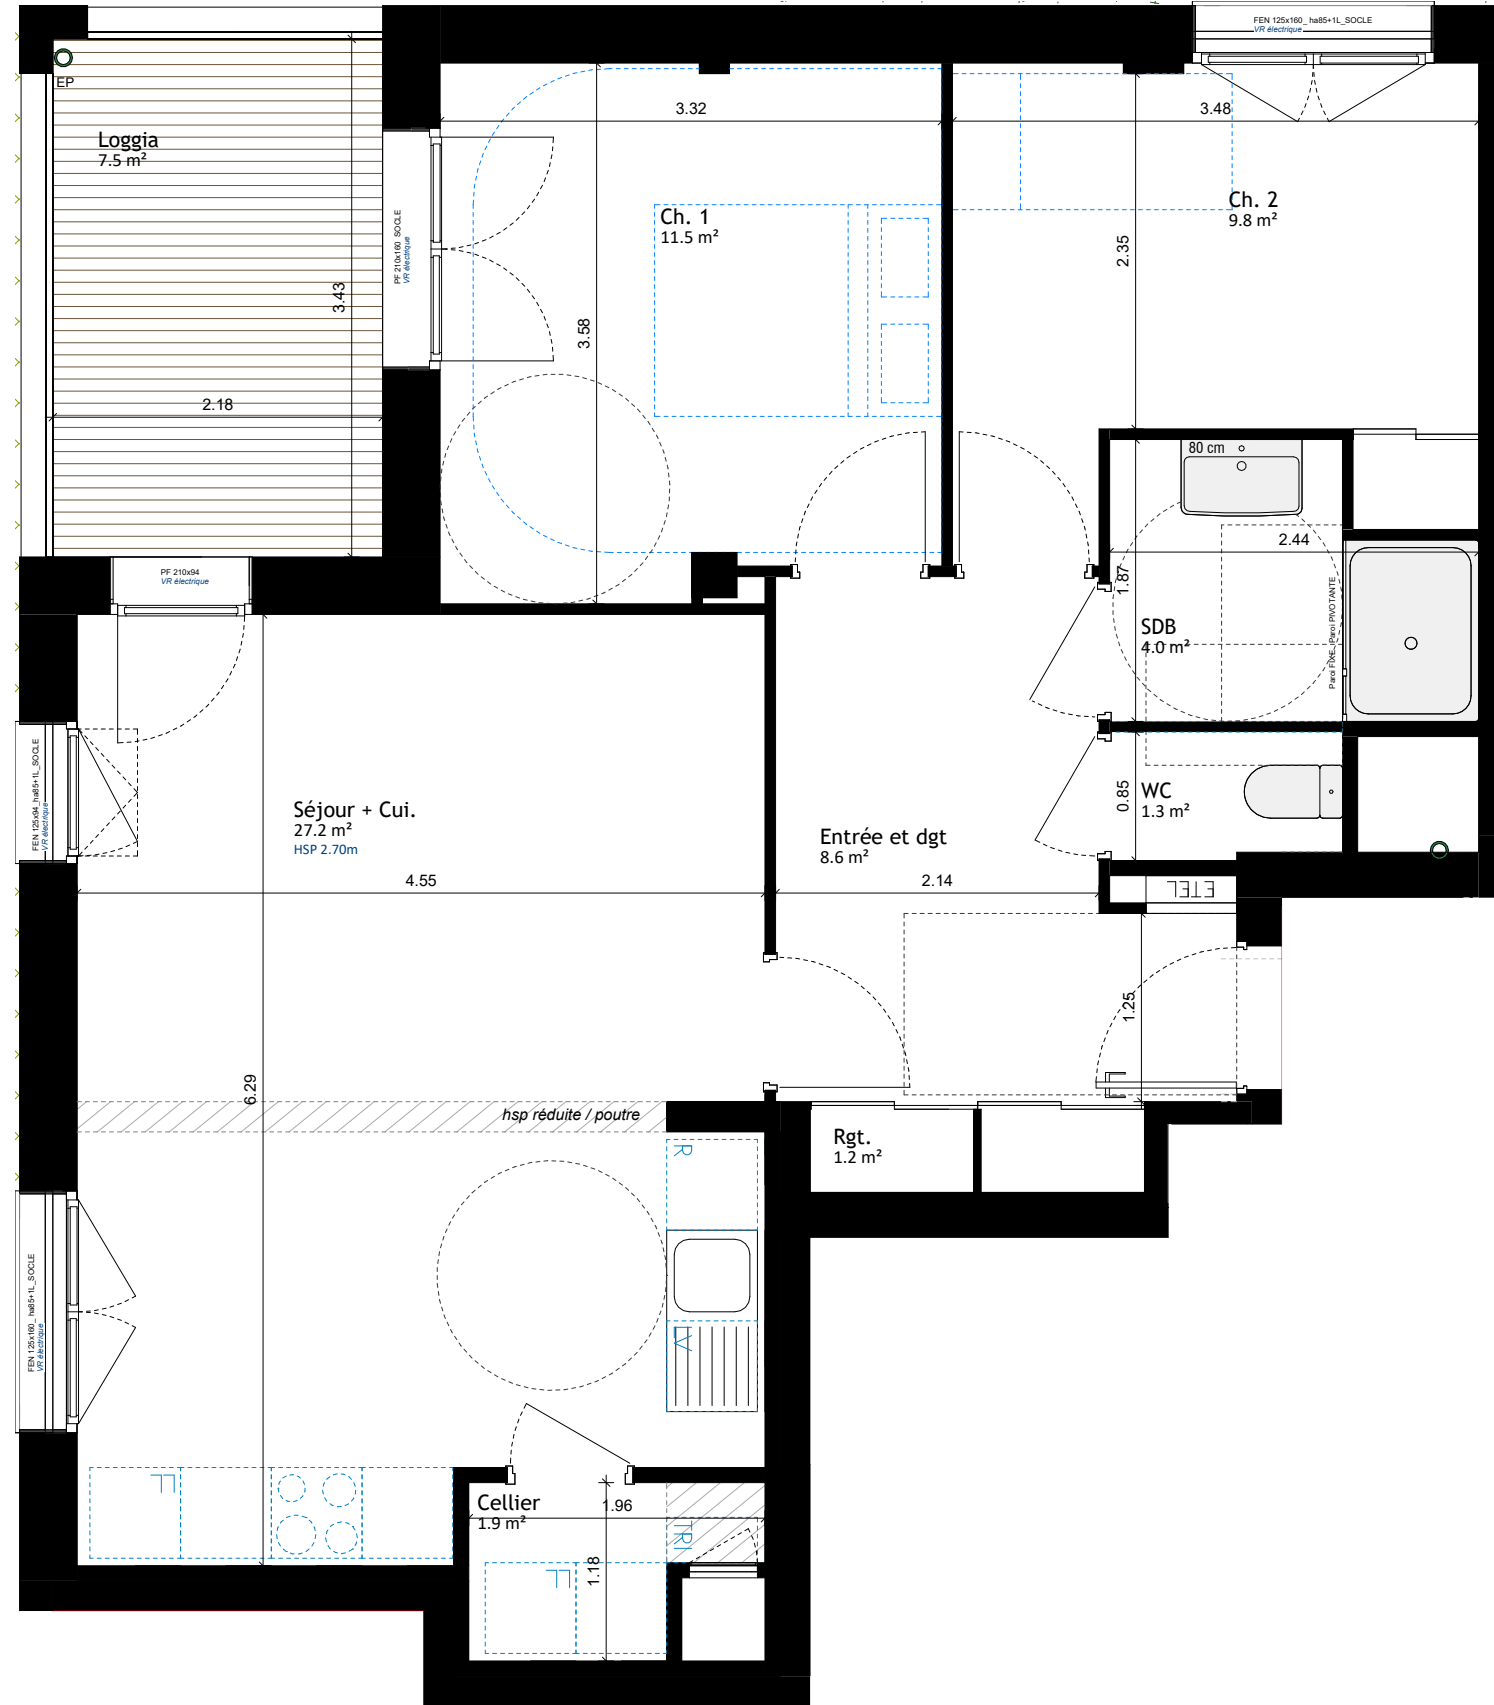 FEN 125x160_ ha85+1L_SOCLE
VR électrique
EP
Loggia
7.5 m²
3.43
2.18
PF 210x160 SOCLE
VR électrique
3.32
Ch. 1
11.5 m²
3.58
3.48
Ch. 2
9.8 m²
2.35
80 cm
2.44
1.87
SDB
4.0 m²
Paroi FIXE
Paroi PIVOTANTE
PF 210x94
VR électrique
FEN 125x94_ha85+1L_SOCLE
VR électrique
Séjour + Cui.
27.2 m²
HSP 2.70m
4.55
6.29
Entrée et dgt
8.6 m²
2.14
0.85
WC
1.3 m²
ETEL
1.25
hsp réduite / poutre
Rgt.
1.2 m²
R
LV
FEN 125x160_ ha85+1L_SOCLE
VR électrique
LF
Cellier
1.9 m²
1.96
1.18
TRI
LL